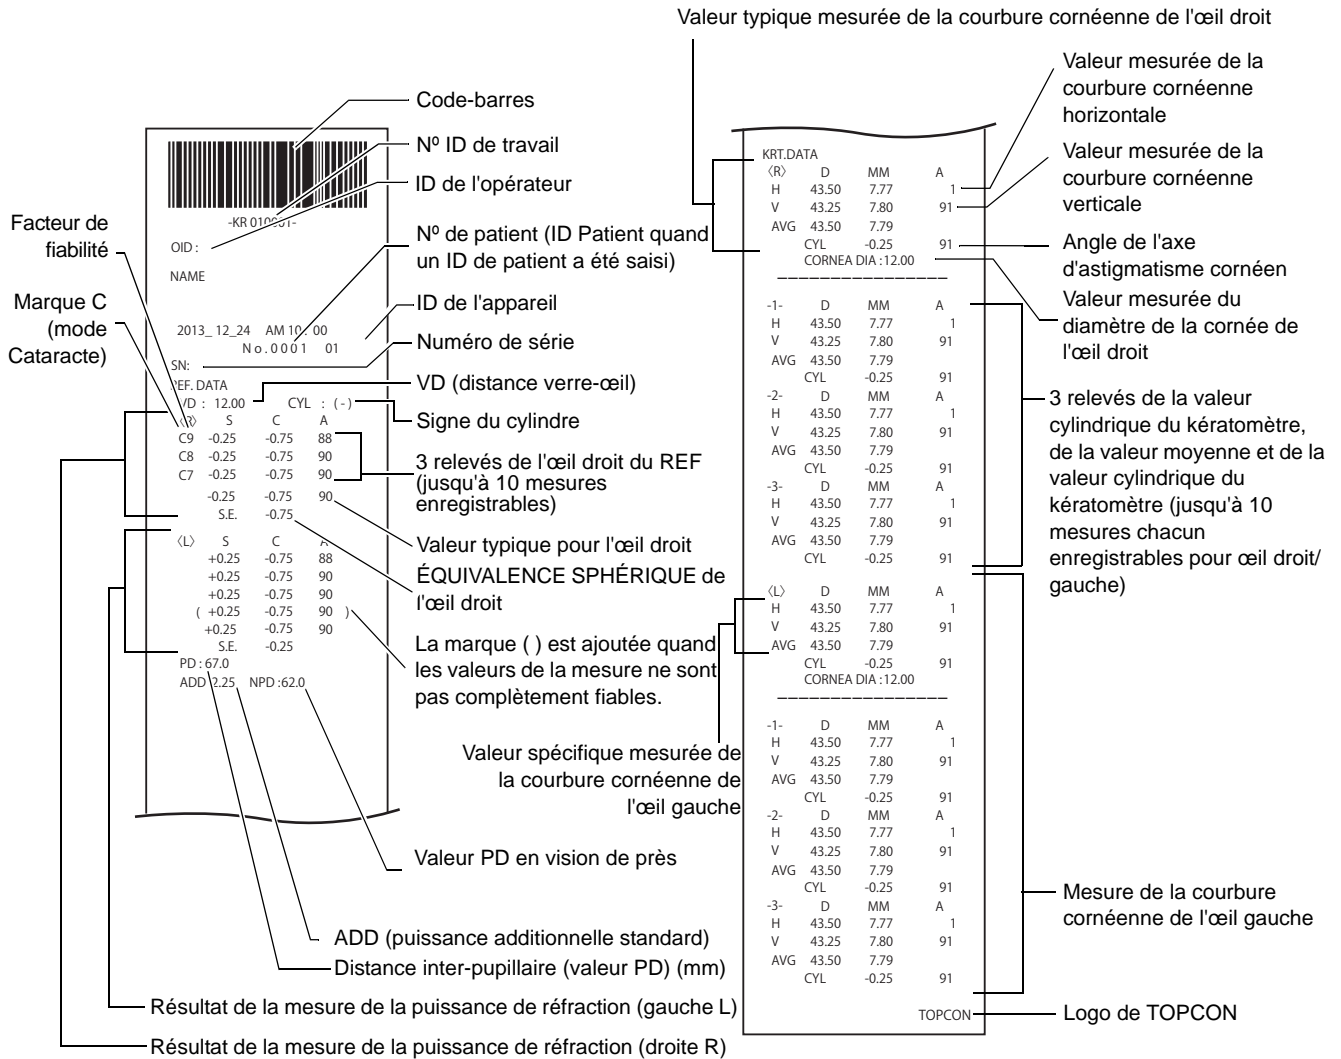 Valeur typique mesurée de la courbure cornéenne de l'œil droit
Code-barres
Nº ID de travail
ID de l'opérateur
Facteur de
fiabilité
Nº de patient (ID Patient quand
un ID de patient a été saisi)
Marque C
(mode
Cataracte)
ID de l'appareil
Numéro de série
VD (distance verre-œil)
Signe du cylindre
3 relevés de l'œil droit du REF
(jusqu'à 10 mesures
enregistrables)
Valeur typique pour l'œil droit
ÉQUIVALENCE SPHÉRIQUE de
l'œil droit
La marque ( ) est ajoutée quand
les valeurs de la mesure ne sont
pas complètement fiables.
Valeur spécifique mesurée de
la courbure cornéenne de
l'œil gauche
Valeur PD en vision de près
ADD (puissance additionnelle standard)
Distance inter-pupillaire (valeur PD) (mm)
Résultat de la mesure de la puissance de réfraction (gauche L)
Résultat de la mesure de la puissance de réfraction (droite R)
-KR 010001-
OID :
NAME
2013_ 12_24 AM 10 : 00
No.0001 01
SN:
REF. DATA
VD : 12.00 CYL : (-)
〈R〉 S C A
C9 -0.25 -0.75 88
C8 -0.25 -0.75 90
C7 -0.25 -0.75 90
-0.25 -0.75 90
S.E. -0.75
〈L〉 S C A
+0.25 -0.75 88
+0.25 -0.75 90
+0.25 -0.75 90
( +0.25 -0.75 90 )
+0.25 -0.75 90
S.E. -0.25
PD : 67.0
ADD 2.25 NPD :62.0
KRT.DATA
〈R〉 D MM A
H 43.50 7.77 1
V 43.25 7.80 91
AVG 43.50 7.79
CYL -0.25 91
CORNEA DIA :12.00
-1- D MM A
H 43.50 7.77 1
V 43.25 7.80 91
AVG 43.50 7.79
CYL -0.25 91
-2- D MM A
H 43.50 7.77 1
V 43.25 7.80 91
AVG 43.50 7.79
CYL -0.25 91
-3- D MM A
H 43.50 7.77 1
V 43.25 7.80 91
AVG 43.50 7.79
CYL -0.25 91
〈L〉 D MM A
H 43.50 7.77 1
V 43.25 7.80 91
AVG 43.50 7.79
CYL -0.25 91
CORNEA DIA :12.00
-1- D MM A
H 43.50 7.77 1
V 43.25 7.80 91
AVG 43.50 7.79
CYL -0.25 91
-2- D MM A
H 43.50 7.77 1
V 43.25 7.80 91
AVG 43.50 7.79
CYL -0.25 91
-3- D MM A
H 43.50 7.77 1
V 43.25 7.80 91
AVG 43.50 7.79
CYL -0.25 91
TOPCON
Valeur mesurée de la
courbure cornéenne
horizontale
Valeur mesurée de la
courbure cornéenne
verticale
Angle de l'axe
d'astigmatisme cornéen
Valeur mesurée du
diamètre de la cornée de
l'œil droit
3 relevés de la valeur
cylindrique du kératomètre,
de la valeur moyenne et de la
valeur cylindrique du
kératomètre (jusqu'à 10
mesures chacun
enregistrables pour œil droit/
gauche)
Mesure de la courbure
cornéenne de l'œil gauche
Logo de TOPCON